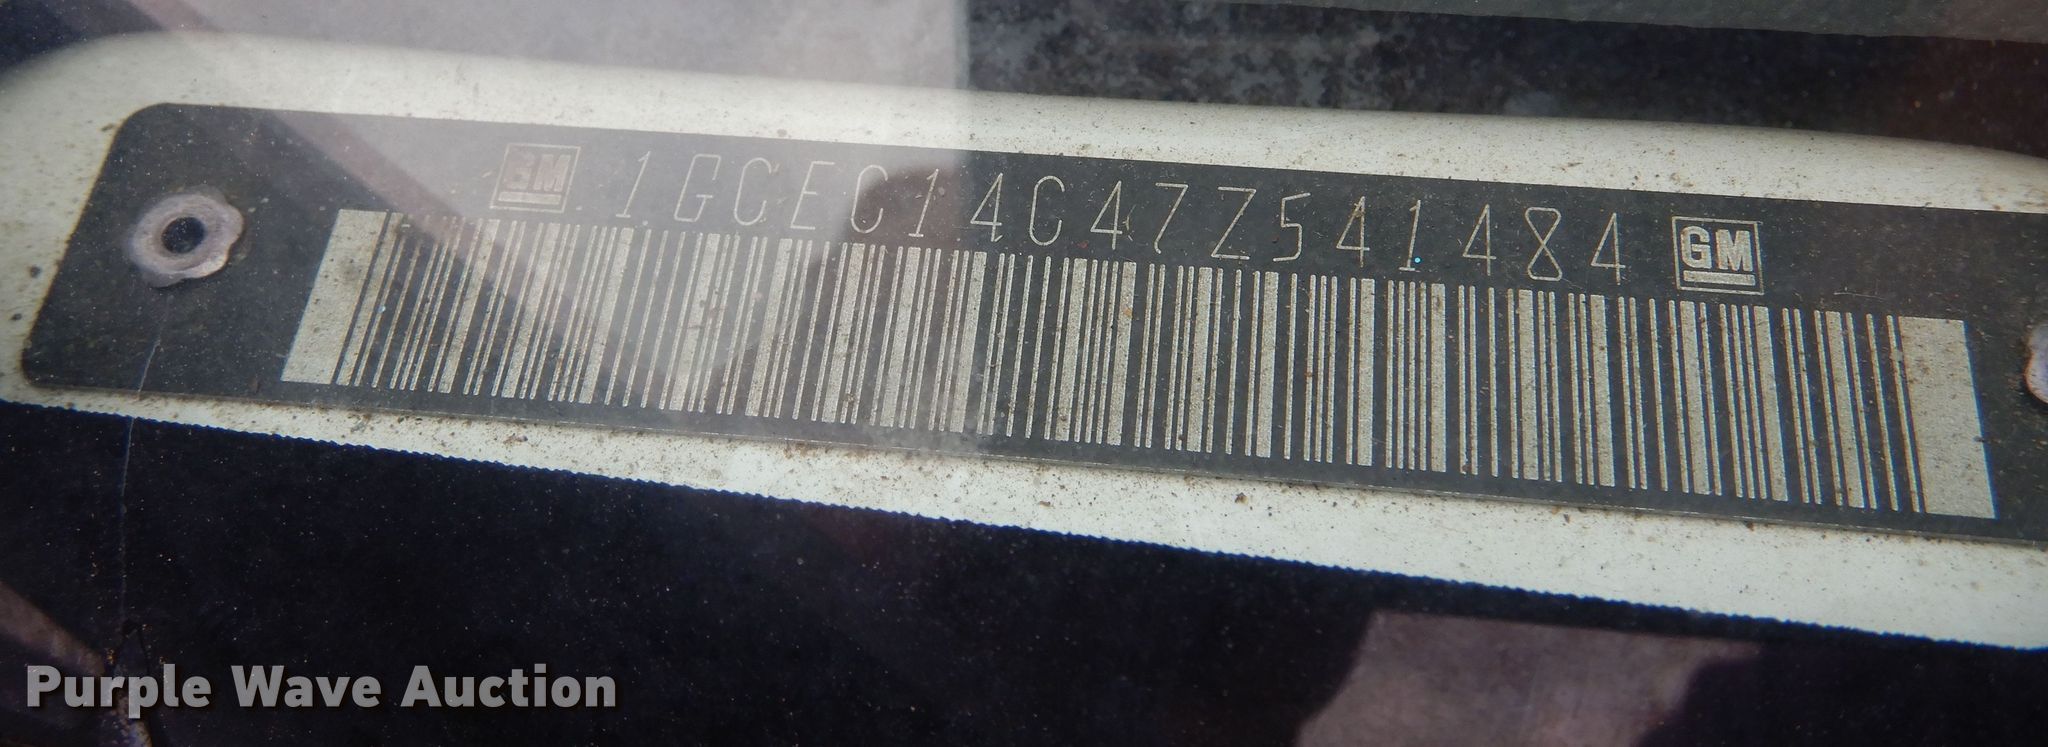 GM 1GCEC14C47Z541484 GM
Purple Wave Auction